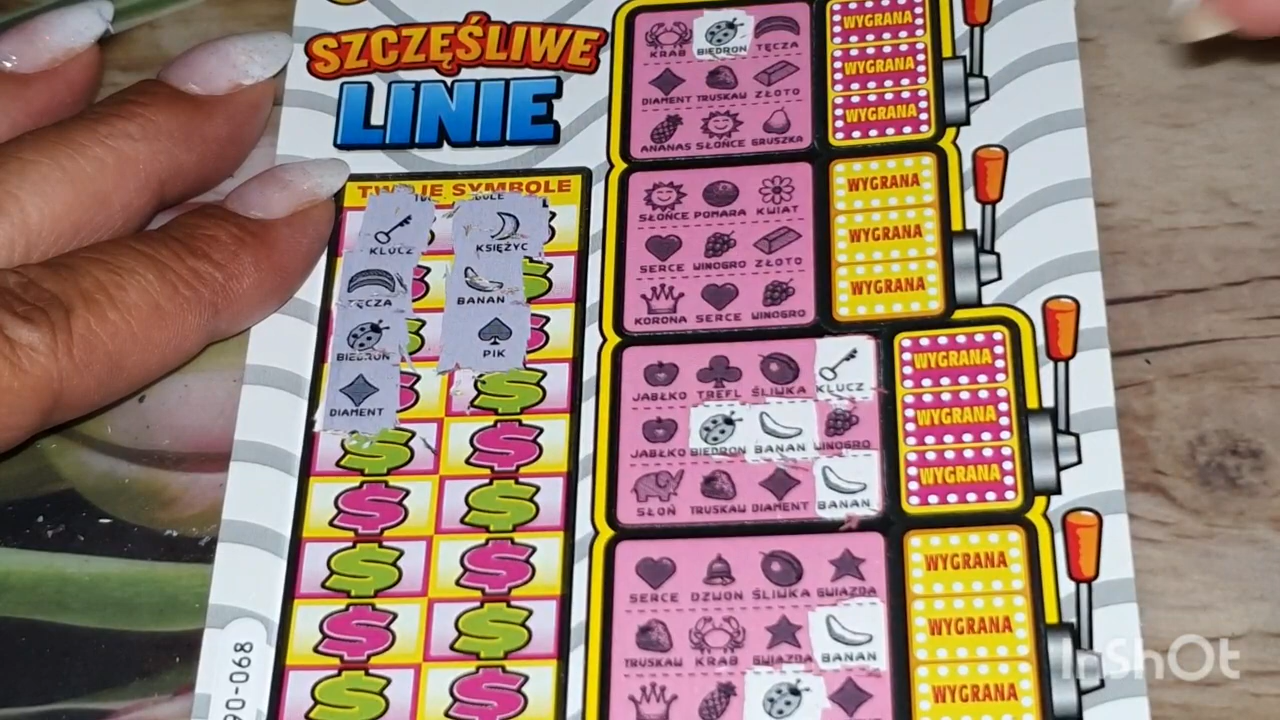 SZCZĘŚLIWE
LINIE
TWOJE SYMBOLE
KLUCZ KSIĘŻYC
TĘCZA BANAN
BIEDRON PIK
DIAMENT
KRAB BIEDRON TĘCZA
DIAMENT TRUSKAW ZŁOTO
ANANAS SŁOŃCE GRUSZKA
WYGRANA
WYGRANA
WYGRANA
SŁOŃCE POMARA KWIAT
SERCE WINOGRO ZŁOTO
KORONA SERCE WINOGRO
WYGRANA
WYGRANA
WYGRANA
JABŁKO TREFL ŚLIWKA KLUCZ
JABŁKO BIEDRON BANAN WINOGRO
SŁOŃ TRUSKAW DIAMENT BANAN
WYGRANA
WYGRANA
WYGRANA
SERCE DZWON ŚLIWKA GWIAZDA
TRUSKAW KRAB GWIAZDA BANAN
WYGRANA
WYGRANA
WYGRANA
90-068
InShOt